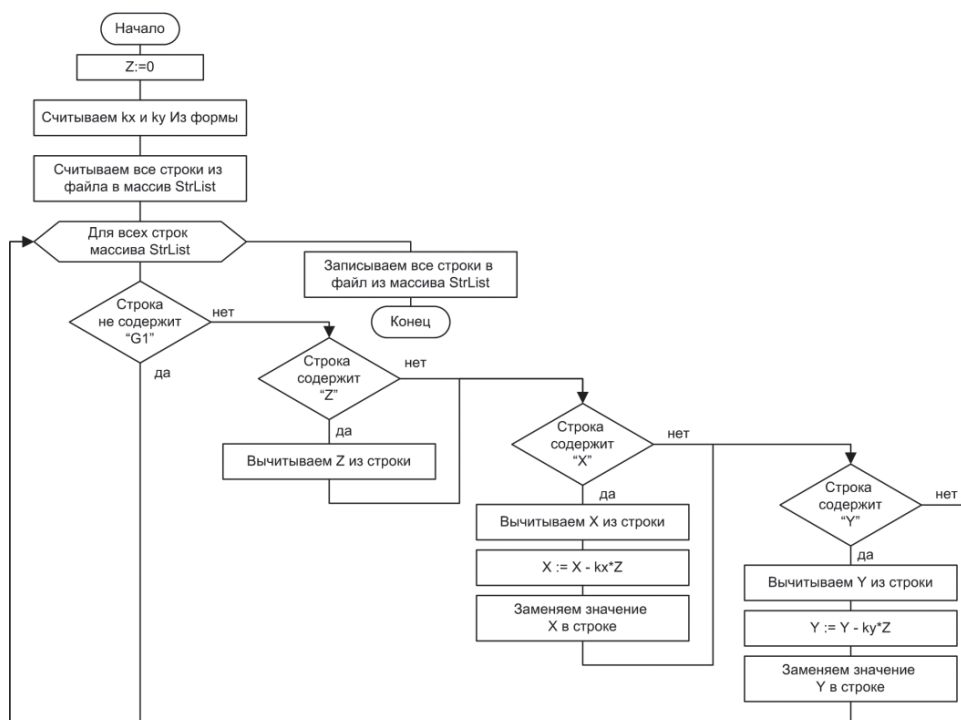 Начало
Z:=0
Считываем kx и ky Из формы
Считываем все строки из
файла в массив StrList
Для всех строк
массива StrList
Записываем все строки в
файл из массива StrList
Конец
Строка
не содержит
“G1”
нет
да
Строка
содержит
“Z”
нет
да
Вычитываем Z из строки
Строка
содержит
“X”
нет
да
Вычитываем X из строки
X := X - kx*Z
Заменяем значение
X в строке
Строка
содержит
“Y”
нет
да
Вычитываем Y из строки
Y := Y - ky*Z
Заменяем значение
Y в строке